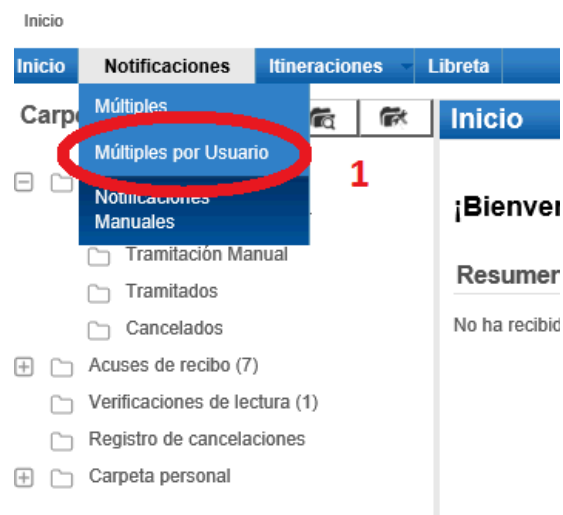 Inicio
Inicio Notificaciones Itineraciones Libreta
Carp
Múltiples
Inicio
Múltiples por Usuario
1
Notificaciones
Manuales
¡Bienve
Tramitación Manual
Resumen
Tramitados
Cancelados
No ha recibid
Acuses de recibo (7)
Verificaciones de lectura (1)
Registro de cancelaciones
Carpeta personal